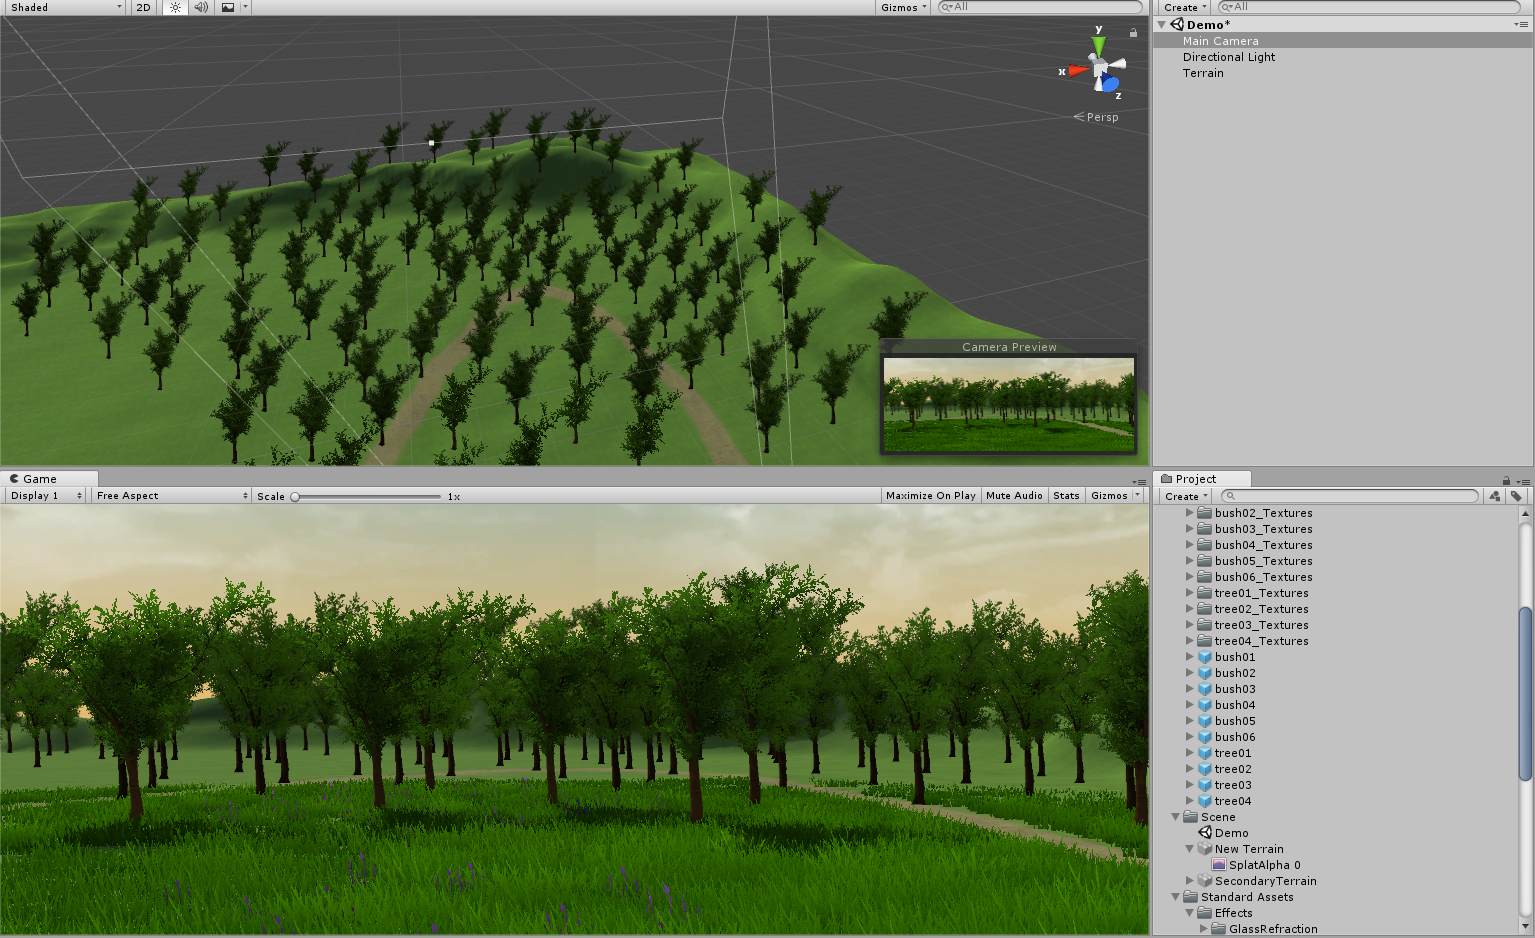 Shaded 2D Gizmos All
Create All
Demo*
Main Camera
Directional Light
Terrain
y
x
z
Persp
Camera Preview
Game
Display 1 Free Aspect Scale 1x Maximize On Play Mute Audio Stats Gizmos
Project
Create
bush02_Textures
bush03_Textures
bush04_Textures
bush05_Textures
bush06_Textures
tree01_Textures
tree02_Textures
tree03_Textures
tree04_Textures
bush01
bush02
bush03
bush04
bush05
bush06
tree01
tree02
tree03
tree04
Scene
Demo
New Terrain
SplatAlpha 0
SecondaryTerrain
Standard Assets
Effects
GlassRefraction